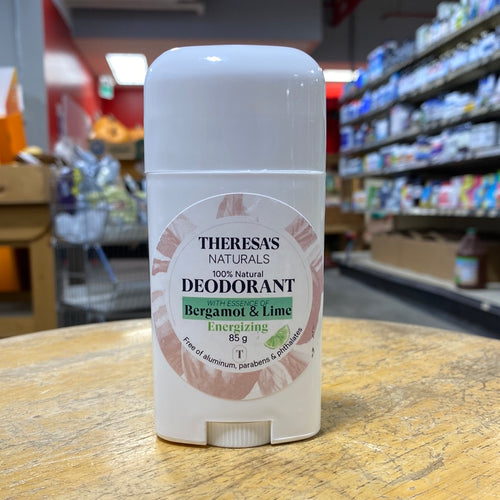 THERESA'S
NATURALS
100% Natural
DEODORANT
WITH ESSENCE OF
Bergamot & Lime
Energizing
85 g
T
Free of aluminum, parabens & phthalates